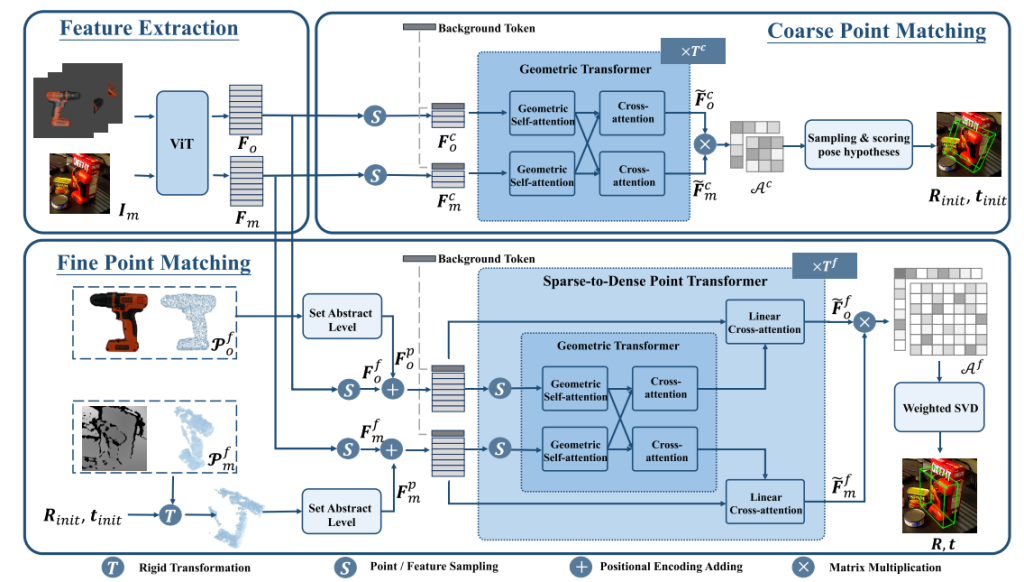 Feature Extraction
ViT
F_o
F_m
I_m
Coarse Point Matching
Background Token
×T^c
Geometric Transformer
S
F_o^c
Geometric
Self-attention
Cross-
attention
F̃_o^c
S
F_m^c
Geometric
Self-attention
Cross-
attention
F̃_m^c
×
𝒜^c
Sampling & scoring
pose hypotheses
R_init, t_init
Fine Point Matching
Background Token
×T^f
Sparse-to-Dense Point Transformer
𝒫_o^f
Set Abstract
Level
F_o^p
F_o^f
S
+
S
Geometric Transformer
Geometric
Self-attention
Cross-
attention
Linear
Cross-attention
F̃_o^f
𝒫_m^f
F_m^f
S
+
S
Geometric
Self-attention
Cross-
attention
Linear
Cross-attention
F̃_m^f
F_m^p
R_init, t_init
T
Set Abstract
Level
×
𝒜^f
Weighted SVD
R, t
T Rigid Transformation
S Point / Feature Sampling
+ Positional Encoding Adding
× Matrix Multiplication